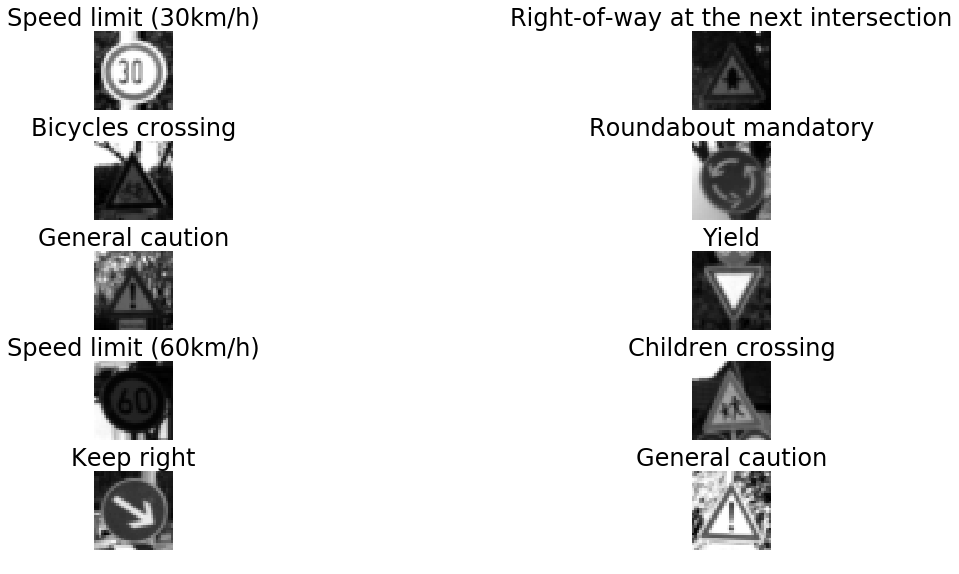 Speed limit (30km/h)
Right-of-way at the next intersection
30
Bicycles crossing
Roundabout mandatory
General caution
Yield
!
Speed limit (60km/h)
Children crossing
60
Keep right
General caution
!